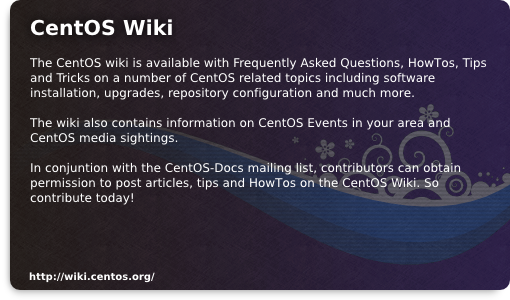 CentOS Wiki
The CentOS wiki is available with Frequently Asked Questions, HowTos, Tips
and Tricks on a number of CentOS related topics including software
installation, upgrades, repository configuration and much more.
The wiki also contains information on CentOS Events in your area and
CentOS media sightings.
In conjuntion with the CentOS-Docs mailing list, contributors can obtain
permission to post articles, tips and HowTos on the CentOS Wiki. So
contribute today!
http://wiki.centos.org/